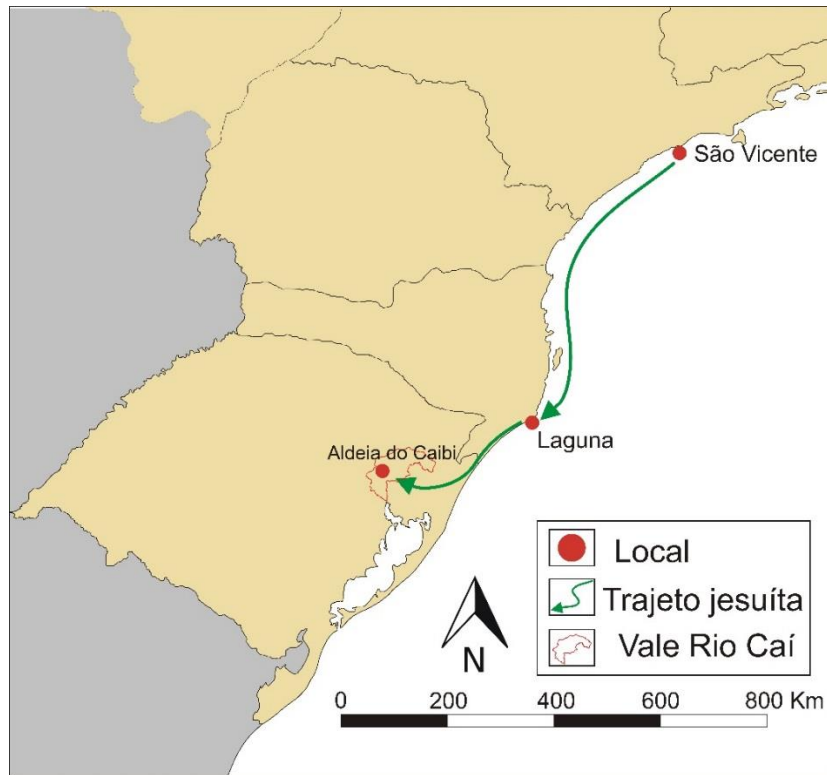 São Vicente
Laguna
Aldeia do Caibi
Local
Trajeto jesuíta
Vale Rio Caí
N
0 200 400 600 800 Km